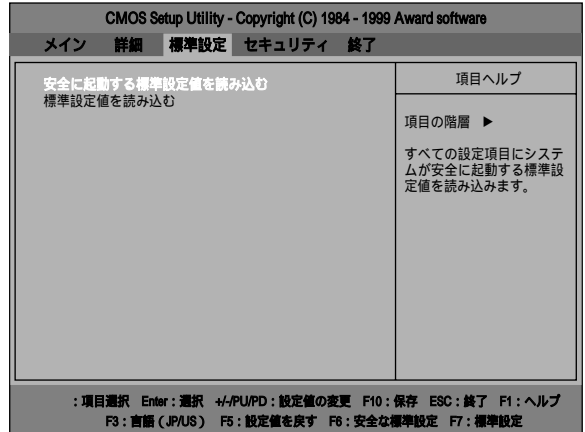 CMOS Setup Utility - Copyright (C) 1984 - 1999 Award software
メイン 詳細 標準設定 セキュリティ 終了
安全に起動する標準設定値を読み込む
標準設定値を読み込む
項目ヘルプ
項目の階層 ▶
すべての設定項目にシステ
ムが安全に起動する標準設
定値を読み込みます。
：項目選択 Enter：選択 +/-/PU/PD：設定値の変更 F10：保存 ESC：終了 F1：ヘルプ
F3：言語（JP/US） F5：設定値を戻す F6：安全な標準設定 F7：標準設定